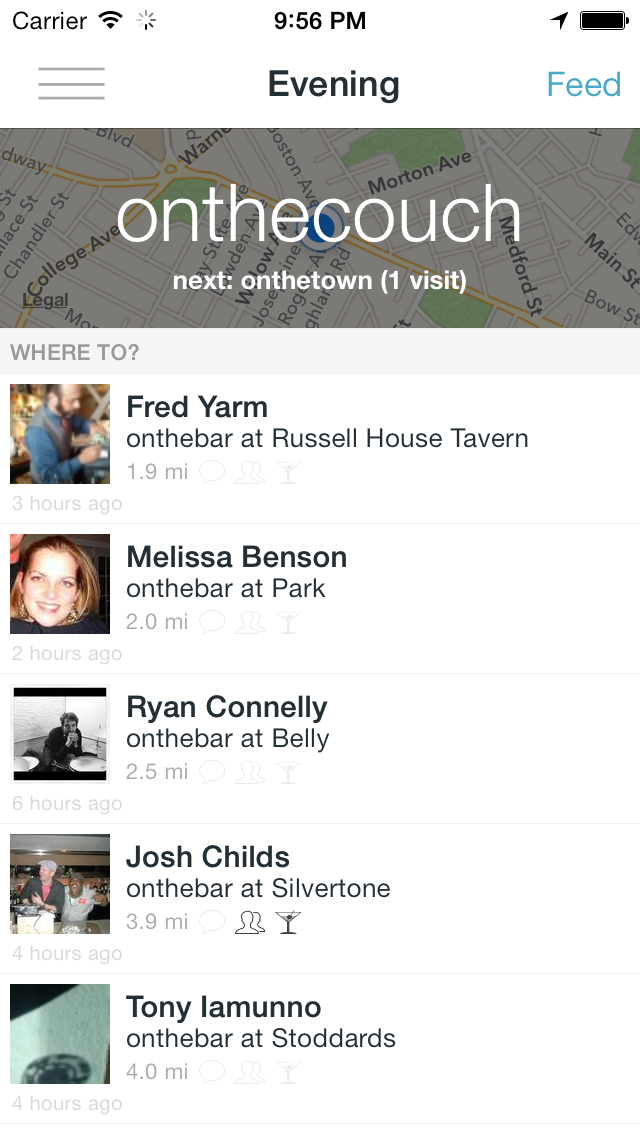 Carrier 9:56 PM
Evening Feed
Blvd
Warne
dway
Boston Ave
Morton Ave
Chandler St
College Ave
Willow Ave
Medford St
Main St
Bow St
onthecouch
next: onthetown (1 visit)
Legal
WHERE TO?
Fred Yarm
onthebar at Russell House Tavern
1.9 mi
3 hours ago
Melissa Benson
onthebar at Park
2.0 mi
2 hours ago
Ryan Connelly
onthebar at Belly
2.5 mi
6 hours ago
Josh Childs
onthebar at Silvertone
3.9 mi
4 hours ago
Tony Iamunno
onthebar at Stoddards
4.0 mi
4 hours ago